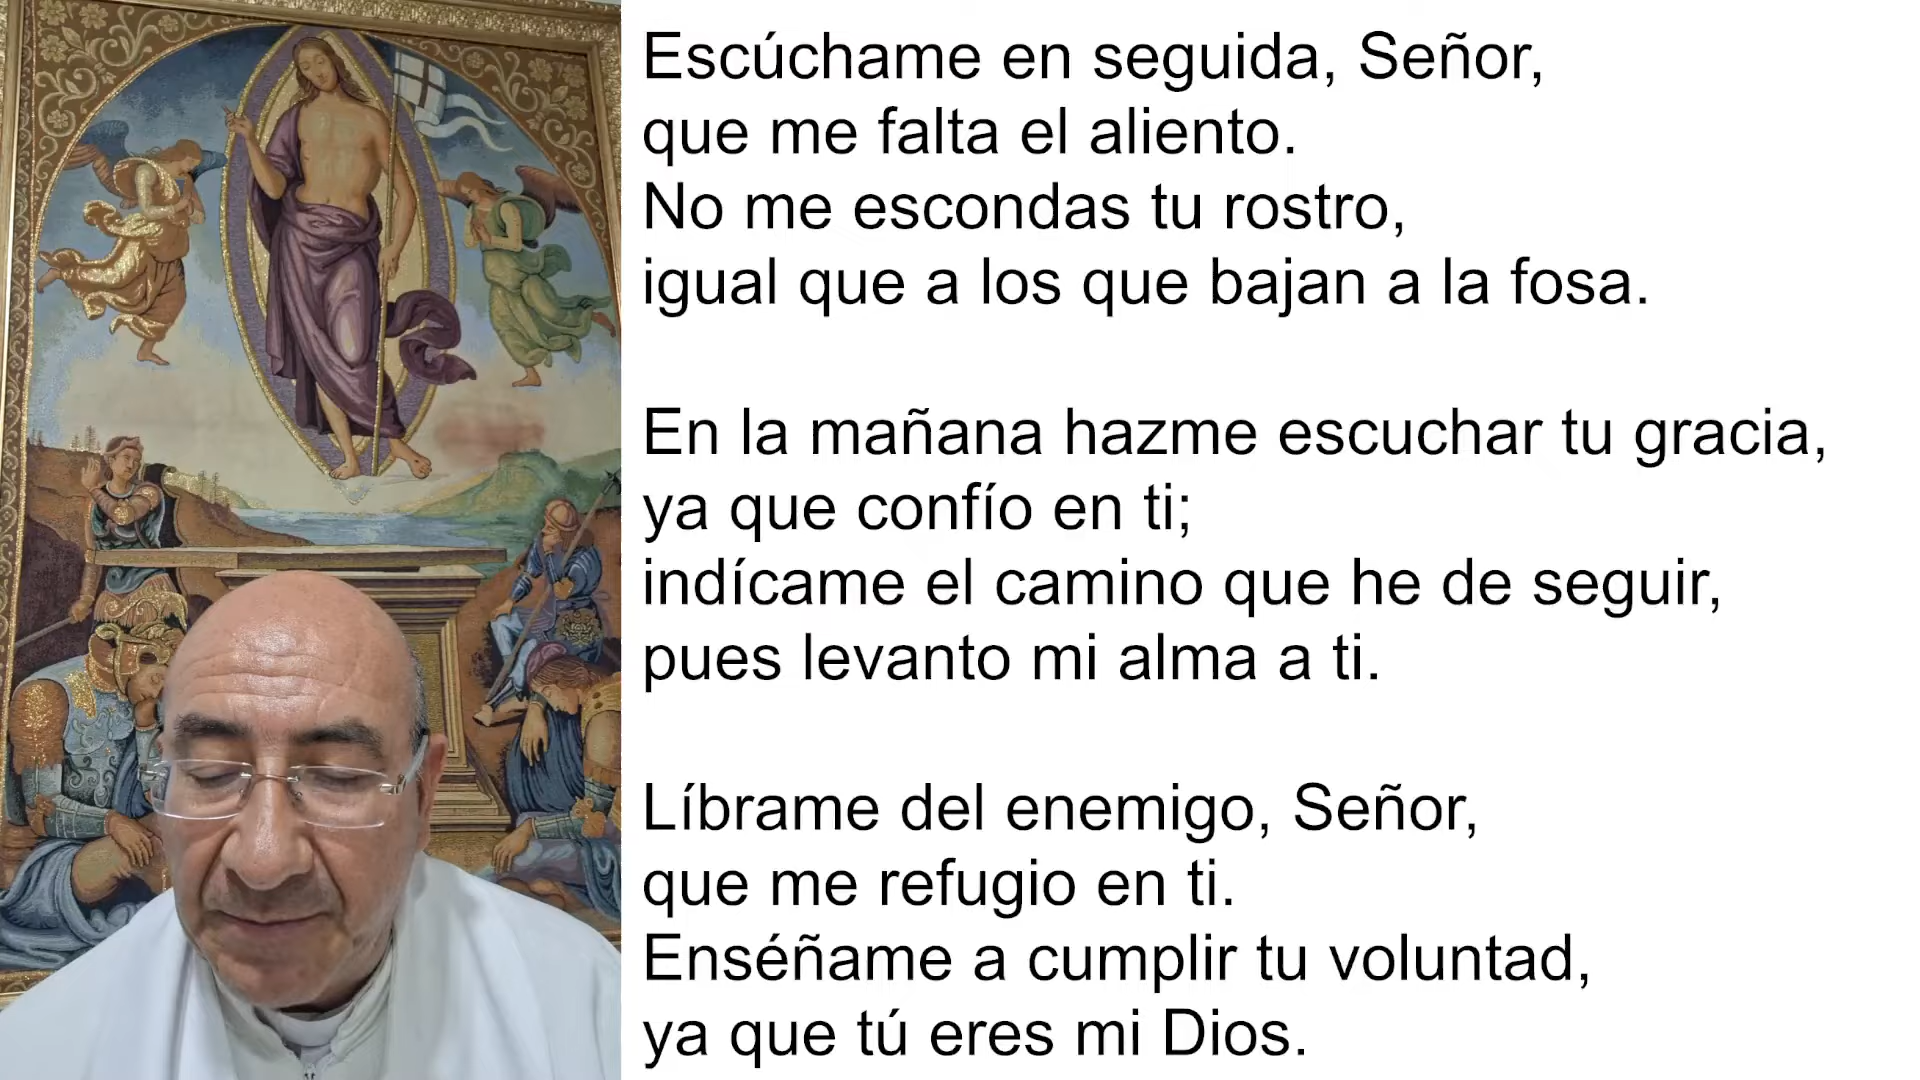 Escúchame en seguida, Señor,
que me falta el aliento.
No me escondas tu rostro,
igual que a los que bajan a la fosa.
En la mañana hazme escuchar tu gracia,
ya que confío en ti;
indícame el camino que he de seguir,
pues levanto mi alma a ti.
Líbrame del enemigo, Señor,
que me refugio en ti.
Enséñame a cumplir tu voluntad,
ya que tú eres mi Dios.